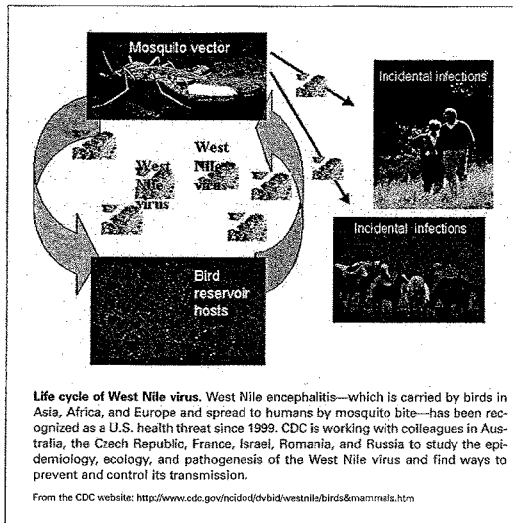 Mosquito vector
Incidental infections
West
Nile
virus
West
Nile
virus
Incidental infections
Bird
reservoir
hosts
Life cycle of West Nile virus. West Nile encephalitis—which is carried by birds in
Asia, Africa, and Europe and spread to humans by mosquito bite—has been rec-
ognized as a U.S. health threat since 1999. CDC is working with colleagues in Aus-
tralia, the Czech Republic, France, Israel, Romania, and Russia to study the epi-
demiology, ecology, and pathogenesis of the West Nile virus and find ways to
prevent and control its transmission.
From the CDC website: http://www.cdc.gov/ncidod/dvbid/westnile/birds&mammals.htm